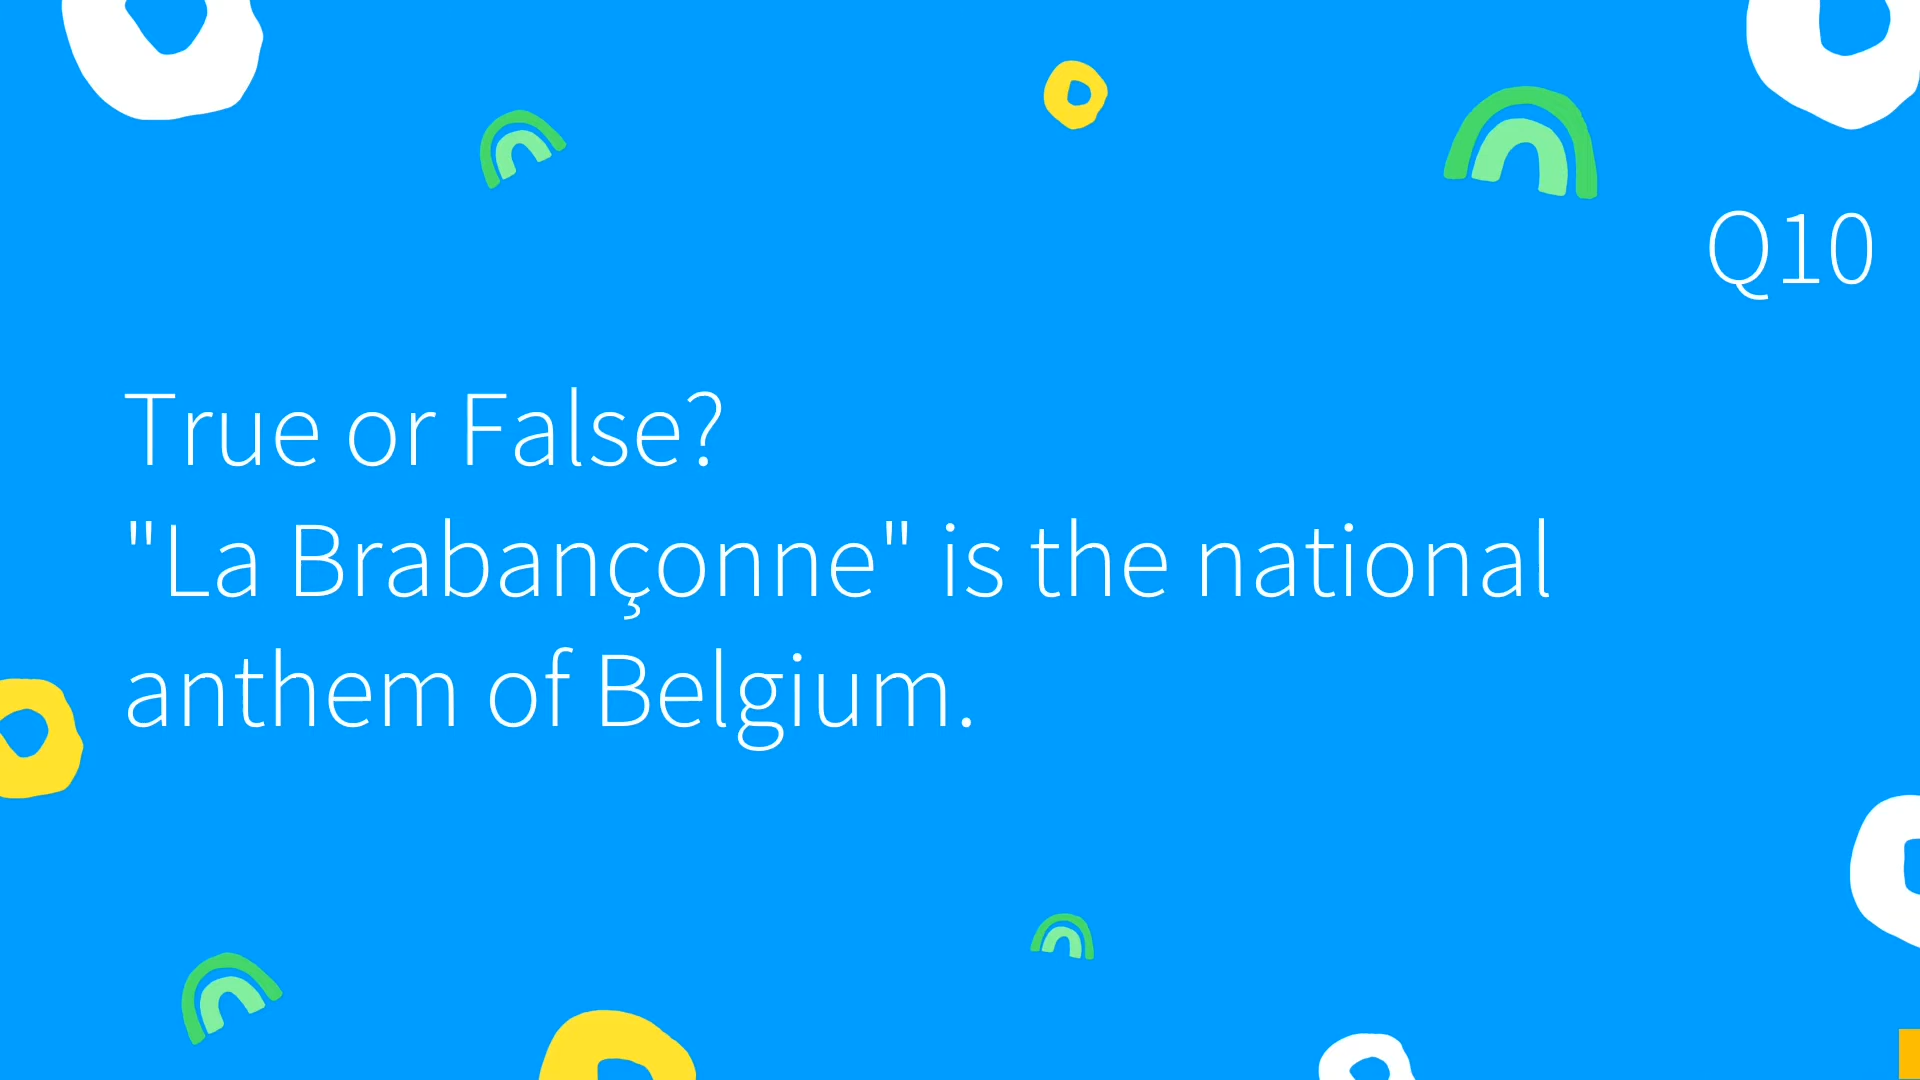 Q10
True or False?
"La Brabançonne" is the national
anthem of Belgium.